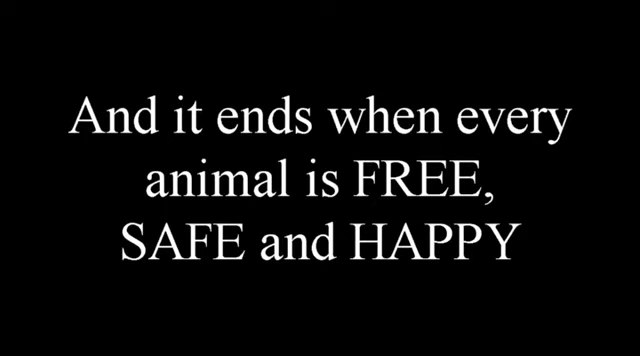 And it ends when every
animal is FREE,
SAFE and HAPPY